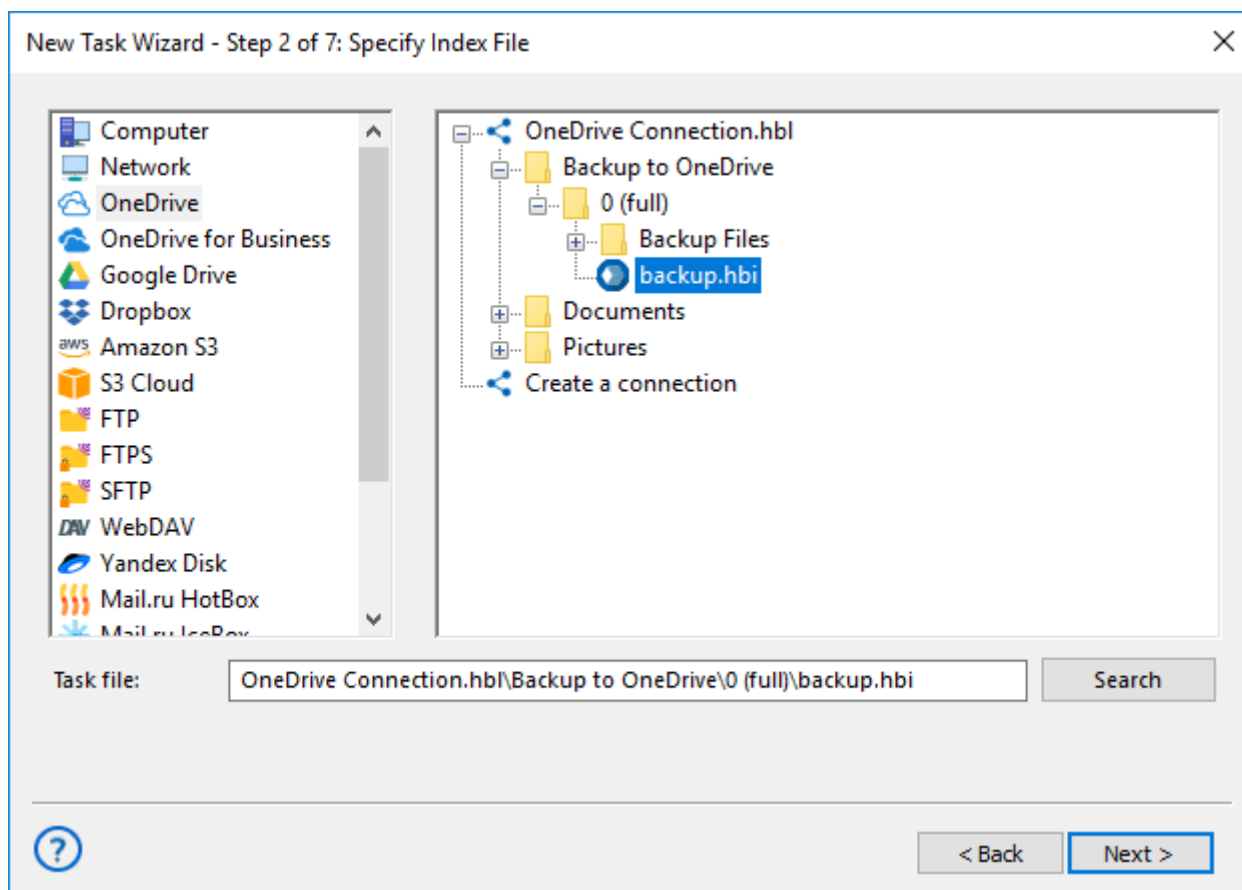 New Task Wizard - Step 2 of 7: Specify Index File
Computer
Network
OneDrive
OneDrive for Business
Google Drive
Dropbox
aws Amazon S3
S3 Cloud
FTP
FTPS
SFTP
DAV WebDAV
Yandex Disk
Mail.ru HotBox
Mail.ru IceBox
OneDrive Connection.hbl
Backup to OneDrive
0 (full)
Backup Files
backup.hbi
Documents
Pictures
Create a connection
Task file: OneDrive Connection.hbl\Backup to OneDrive\0 (full)\backup.hbi Search
? < Back Next >